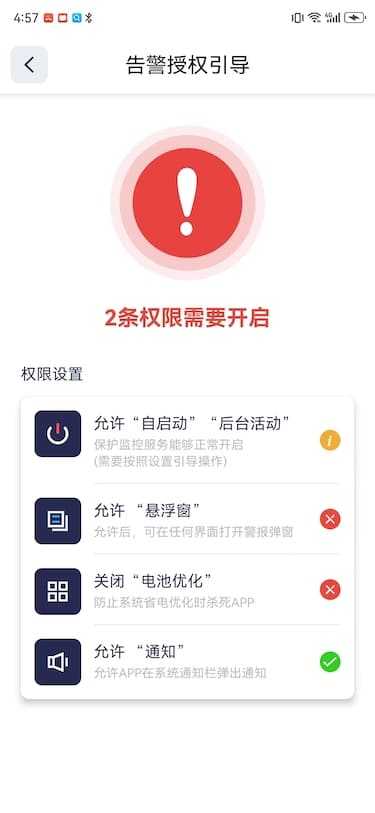 4:57
告警授权引导
2条权限需要开启
权限设置
允许“自启动”“后台活动”
保护监控服务能够正常开启
(需要按照设置引导操作)
允许“悬浮窗”
允许后，可在任何界面打开警报弹窗
关闭“电池优化”
防止系统省电优化时杀死APP
允许“通知”
允许APP在系统通知栏弹出通知